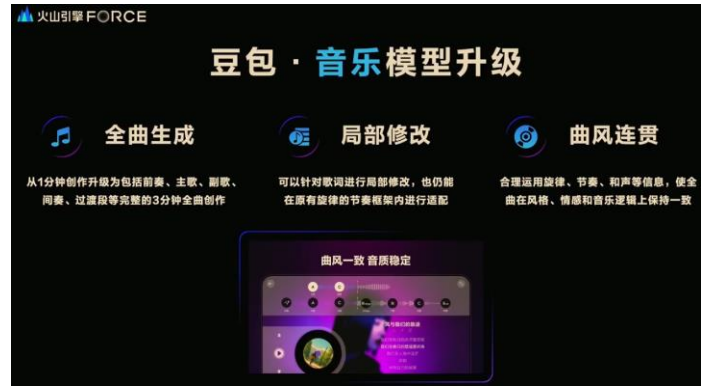 火山引擎 FORCE
豆包 · 音乐模型升级
全曲生成
从1分钟创作升级为包括前奏、主歌、副歌、
间奏、过渡段等完整的3分钟全曲创作
局部修改
可以针对歌词进行局部修改，也仍能
在原有旋律的节奏框架内进行适配
曲风连贯
合理运用旋律、节奏、和声等信息，使全
曲在风格、情感和音乐逻辑上保持一致
曲风一致 音质稳定